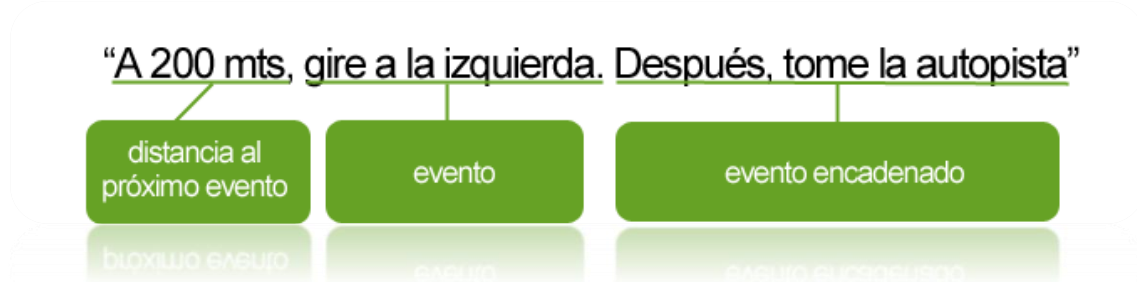 “A 200 mts, gire a la izquierda. Después, tome la autopista”
distancia al
próximo evento
evento
evento encadenado